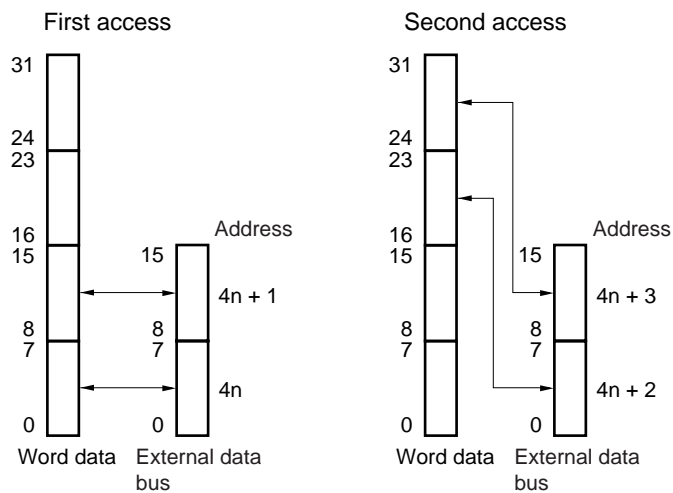 First access
31
24
23
16
15
8
7
0
Word data
15
8
7
0
External data
bus
Address
4n + 1
4n
Second access
31
24
23
16
15
8
7
0
Word data
15
8
7
0
External data
bus
Address
4n + 3
4n + 2